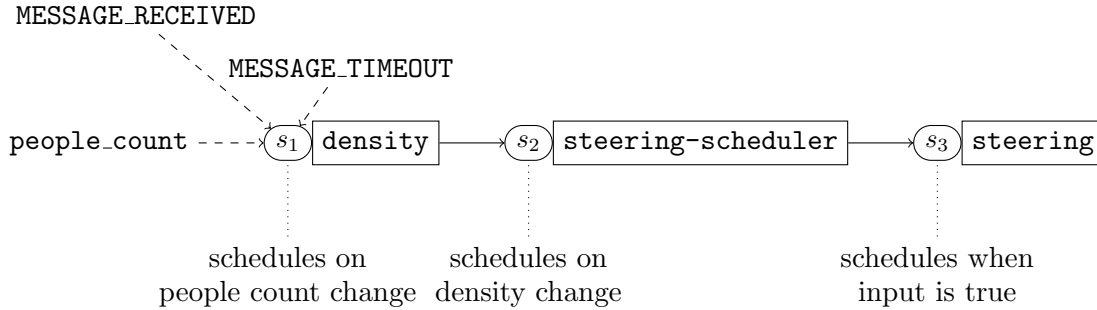 MESSAGE_RECEIVED
MESSAGE_TIMEOUT
people_count
s1
density
s2
steering-scheduler
s3
steering
schedules on
people count change
schedules on
density change
schedules when
input is true